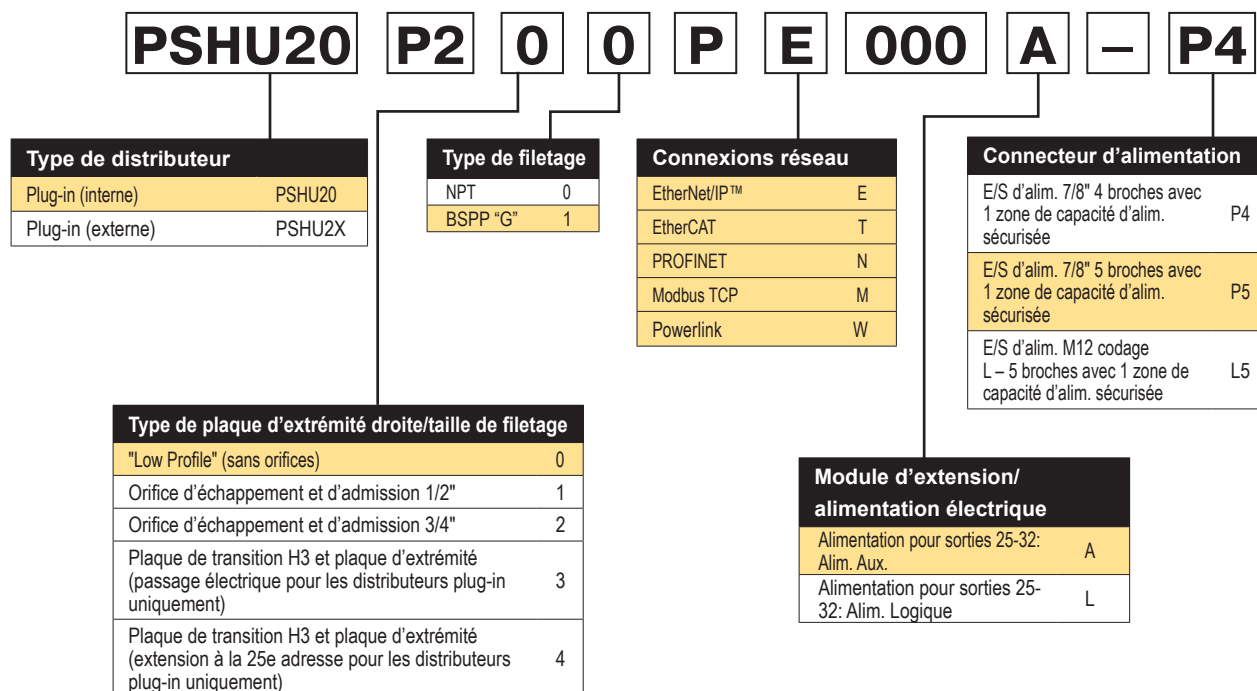 PSHU20 P2 0 0 P E 000 A – P4
Type de distributeur
Plug-in (interne) PSHU20
Plug-in (externe) PSHU2X
Type de filetage
NPT 0
BSPP “G” 1
Connexions réseau
EtherNet/IP™ E
EtherCAT T
PROFINET N
Modbus TCP M
Powerlink W
Connecteur d’alimentation
E/S d’alim. 7/8" 4 broches avec
1 zone de capacité d’alim. P4
sécurisée
E/S d’alim. 7/8" 5 broches avec
1 zone de capacité d’alim. P5
sécurisée
E/S d’alim. M12 codage
L – 5 broches avec 1 zone de L5
capacité d’alim. sécurisée
Type de plaque d’extrémité droite/taille de filetage
"Low Profile" (sans orifices) 0
Orifice d’échappement et d’admission 1/2" 1
Orifice d’échappement et d’admission 3/4" 2
Plaque de transition H3 et plaque d’extrémité
(passage électrique pour les distributeurs plug-in 3
uniquement)
Plaque de transition H3 et plaque d’extrémité
(extension à la 25e adresse pour les distributeurs 4
plug-in uniquement)
Module d’extension/
alimentation électrique
Alimentation pour sorties 25-32: A
Alim. Aux.
Alimentation pour sorties 25- L
32: Alim. Logique